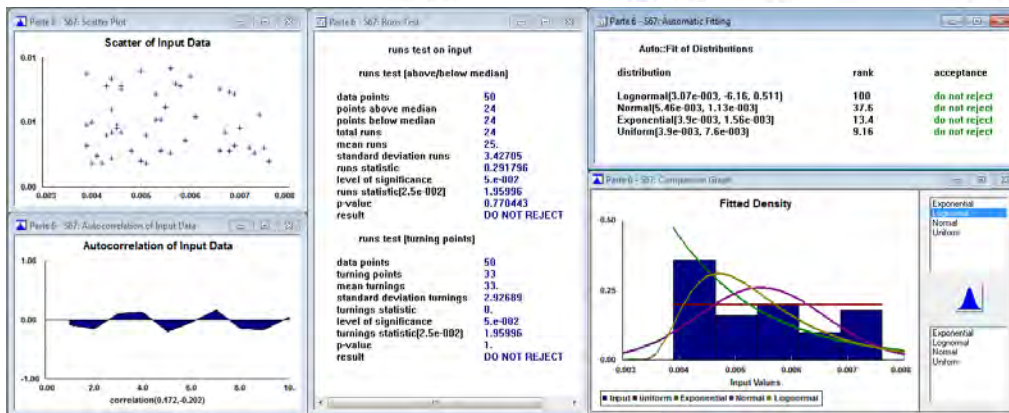 Parte 6 - S67: Scatter Plot
Scatter of Input Data
0.01
0.01
0.00
0.003 0.004 0.005 0.006 0.007 0.008
Parte 6 - S67: Autocorrelation of Input Data
Autocorrelation of Input Data
1.00
0.00
-1.00
0.00 2.0 4.0 6.0 8.0 10.
correlation(0.172,-0.202)
Parte 6 - S67: Runs Test
runs test on input
runs test (above/below median)
data points 50
points above median 24
points below median 24
total runs 24
mean runs 25.
standard deviation runs 3.42705
runs statistic 0.291796
level of significance 5.e-002
runs statistic[2.5e-002] 1.95996
p-value 0.770443
result DO NOT REJECT
runs test (turning points)
data points 50
turning points 33
mean turnings 33.
standard deviation turnings 2.92689
turnings statistic 0.
level of significance 5.e-002
turnings statistic[2.5e-002] 1.95996
p-value 1.
result DO NOT REJECT
Parte 6 - S67: Automatic Fitting
Auto::Fit of Distributions
distribution rank acceptance
Lognormal(3.07e-003, -6.16, 0.511) 100 do not reject
Normal(5.46e-003, 1.13e-003) 37.6 do not reject
Exponential(3.9e-003, 1.56e-003) 13.4 do not reject
Uniform(3.9e-003, 7.6e-003) 9.16 do not reject
Parte 6 - S67: Comparison Graph
Fitted Density
0.50
0.25
0.00
0.003 0.004 0.005 0.006 0.007 0.008
Input Values
Input Uniform Exponential Normal Lognormal
Exponential
Lognormal
Normal
Uniform
Exponential
Lognormal
Normal
Uniform